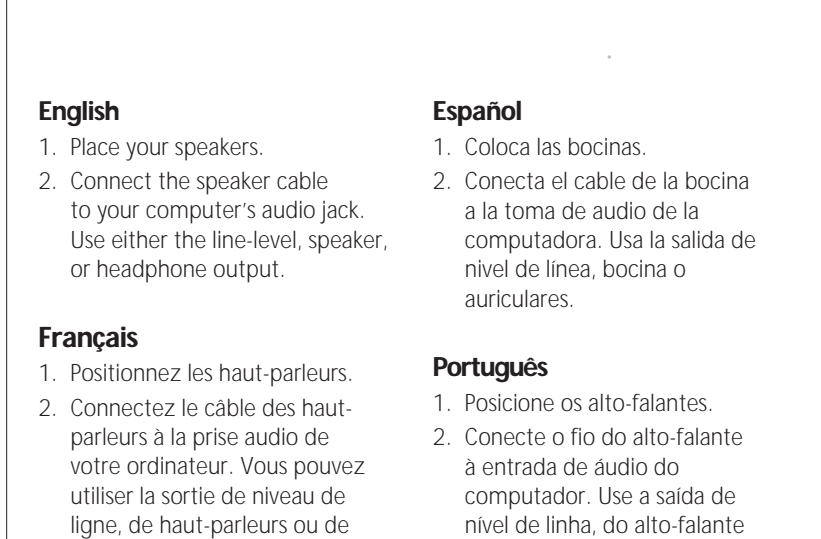 English
1. Place your speakers.
2. Connect the speaker cable
to your computer's audio jack.
Use either the line-level, speaker,
or headphone output.
Français
1. Positionnez les haut-parleurs.
2. Connectez le câble des haut-
parleurs à la prise audio de
votre ordinateur. Vous pouvez
utiliser la sortie de niveau de
ligne, de haut-parleurs ou de
Español
1. Coloca las bocinas.
2. Conecta el cable de la bocina
a la toma de audio de la
computadora. Usa la salida de
nivel de línea, bocina o
auriculares.
Português
1. Posicione os alto-falantes.
2. Conecte o fio do alto-falante
à entrada de áudio do
computador. Use a saída de
nível de linha, do alto-falante